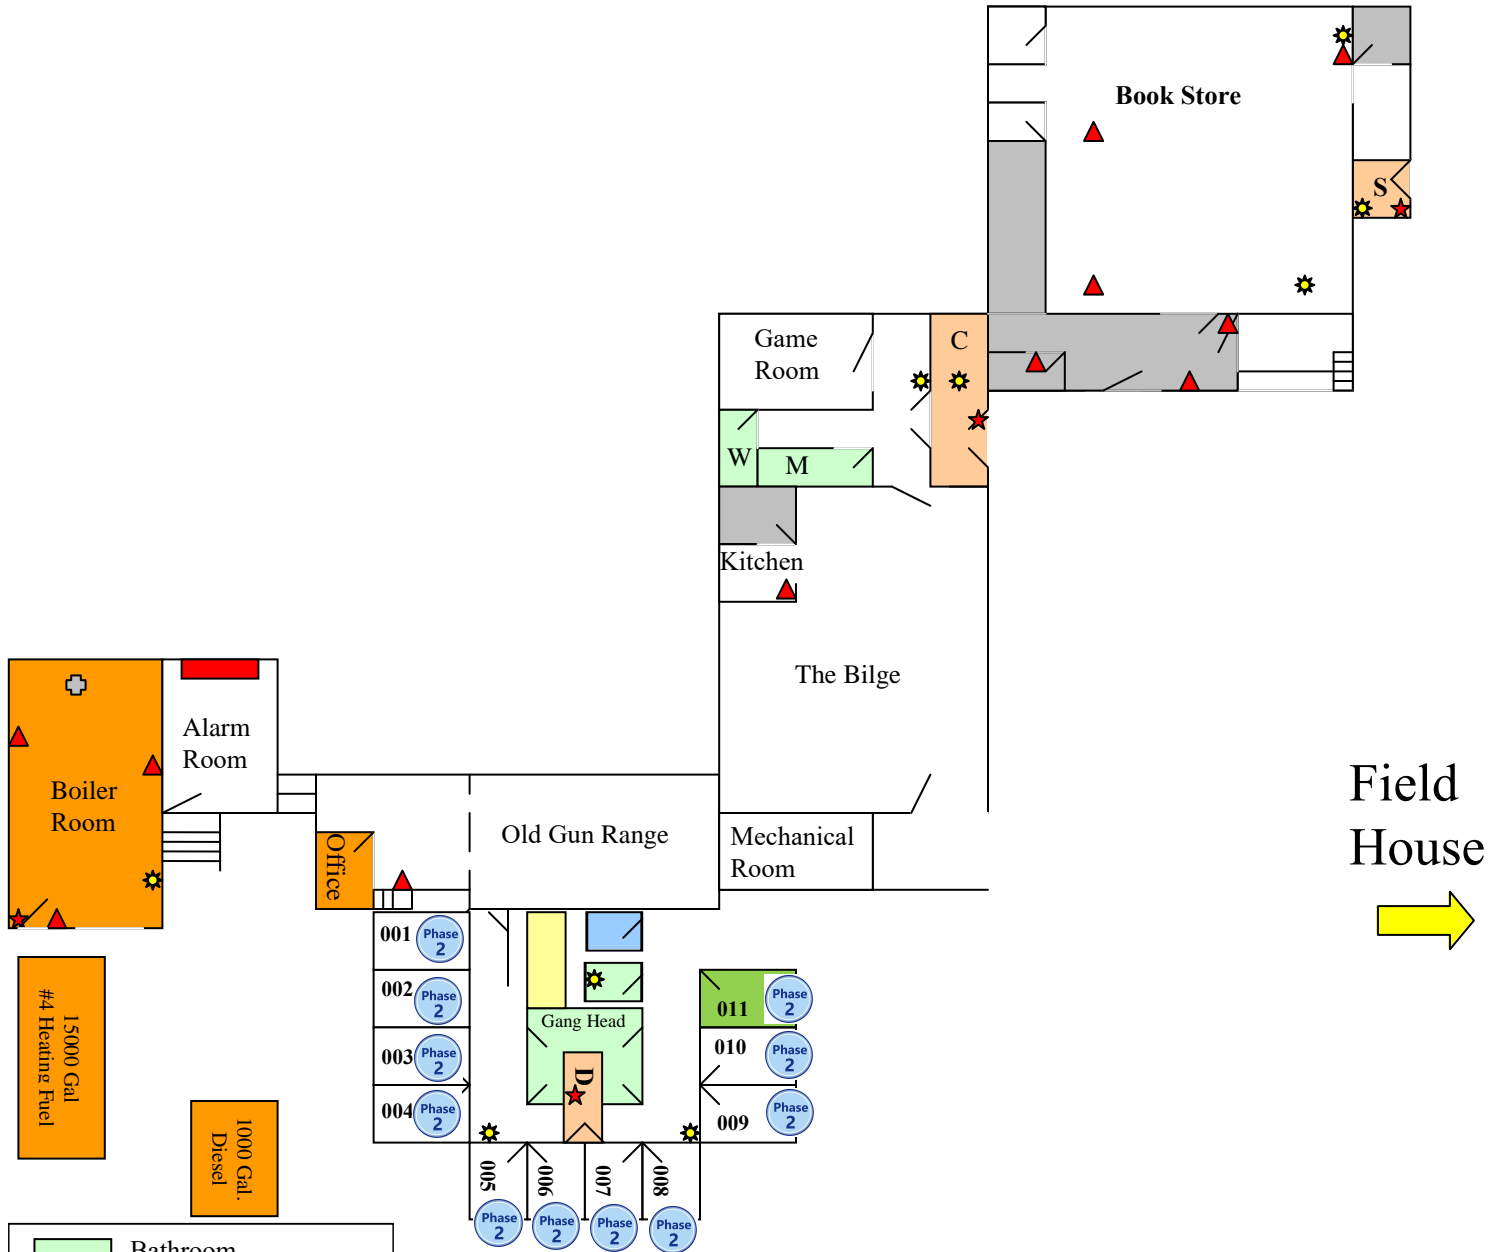 Book Store
S
Game
Room
C
W
M
Kitchen
The Bilge
Alarm
Room
Boiler
Room
Office
Old Gun Range
Mechanical
Room
Field
House
001
Phase
2
002
Phase
2
003
Phase
2
004
Phase
2
Gang Head
D
011
Phase
2
010
Phase
2
009
Phase
2
005
006
007
008
Phase
2
Phase
2
Phase
2
Phase
2
15000 Gal
#4 Heating Fuel
1000 Gal.
Diesel
Bathroom